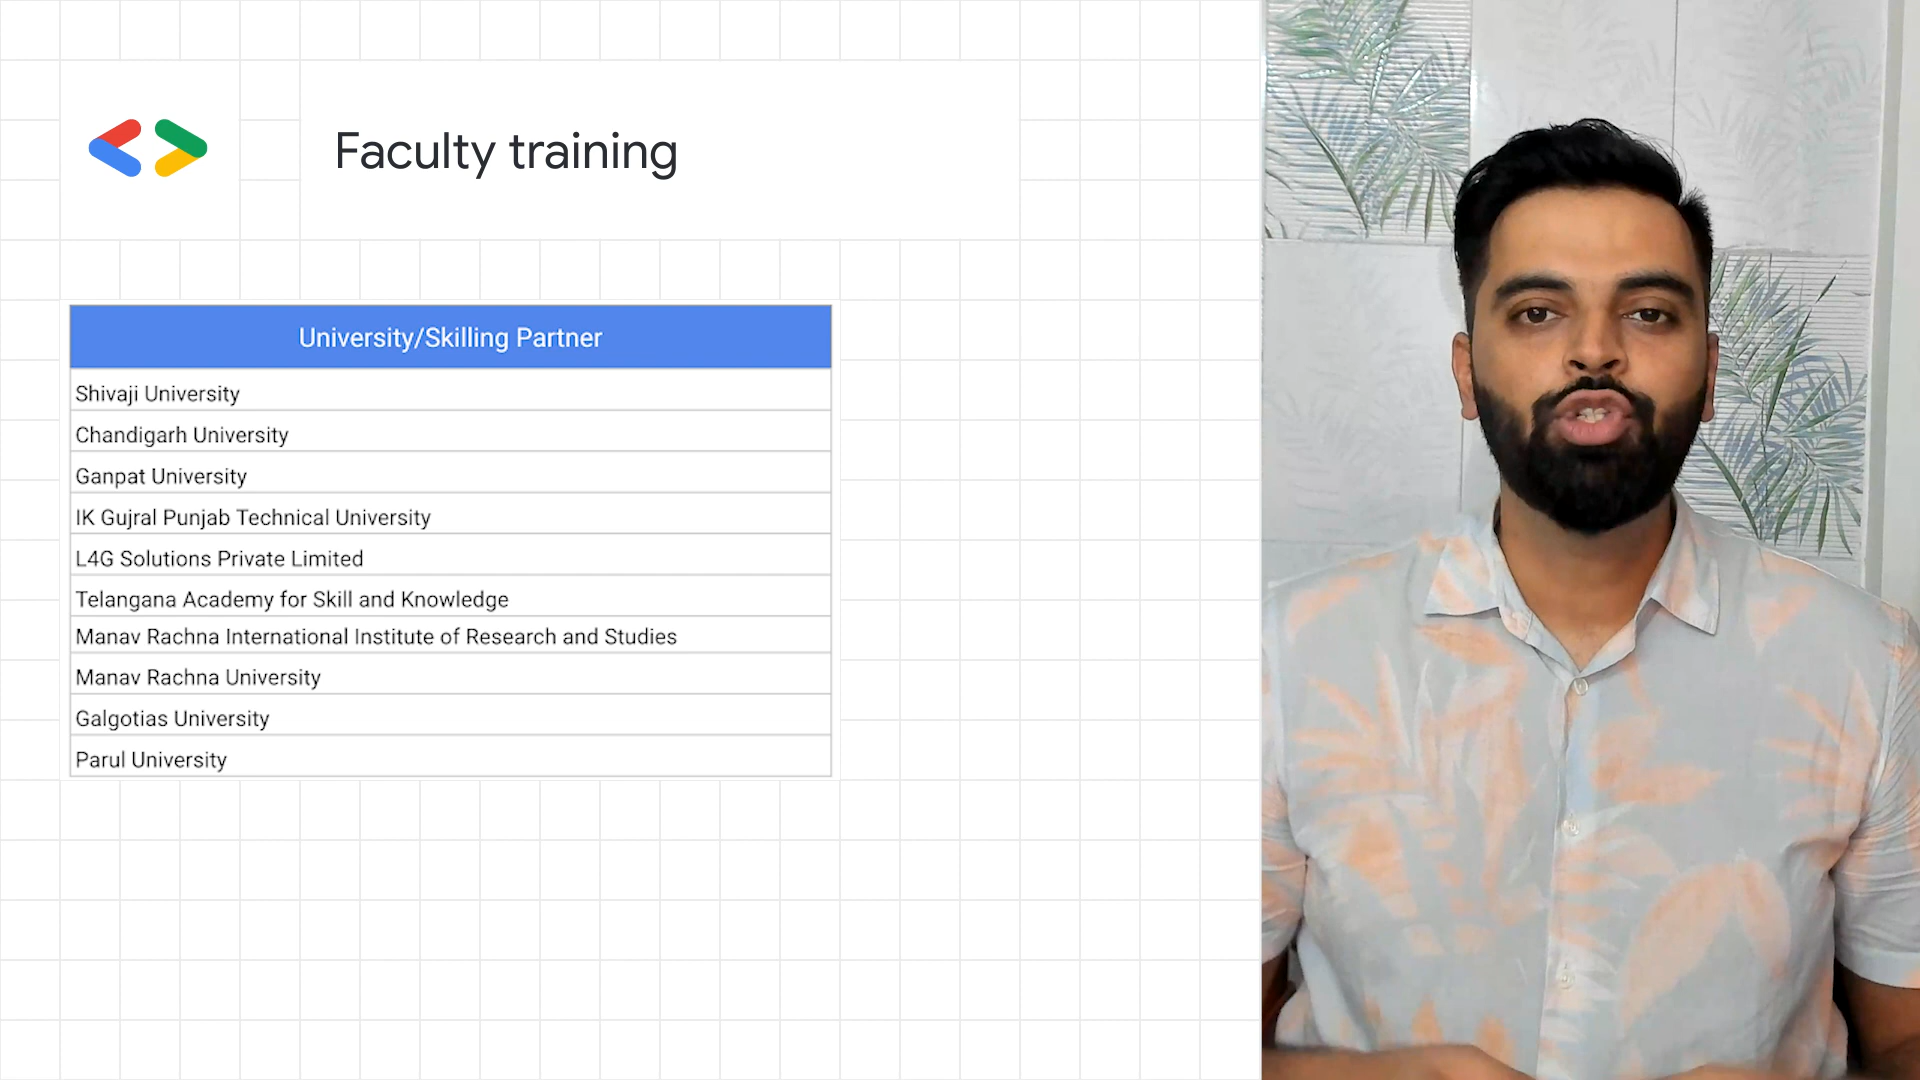 Faculty training
University/Skilling Partner
Shivaji University
Chandigarh University
Ganpat University
IK Gujral Punjab Technical University
L4G Solutions Private Limited
Telangana Academy for Skill and Knowledge
Manav Rachna International Institute of Research and Studies
Manav Rachna University
Galgotias University
Parul University